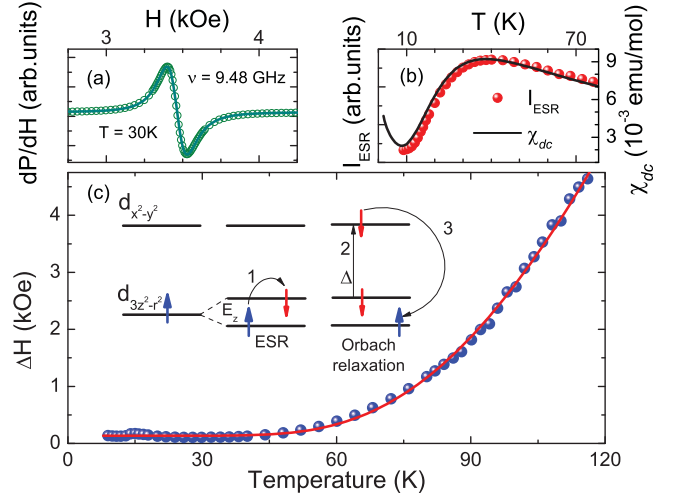 H (kOe)
T (K)
3 4
10 70
dP/dH (arb.units)
(a)
ν = 9.48 GHz
T = 30K
I_ESR (arb.units)
(b)
I_ESR
χ_dc
9
6
3
χ_dc (10⁻³ emu/mol)
(c)
ΔH (kOe)
4
3
2
1
0
d_x²-y²
d_3z²-r²
E_z
1
ESR
2
Δ
3
Orbach
relaxation
0 30 60 90 120
Temperature (K)